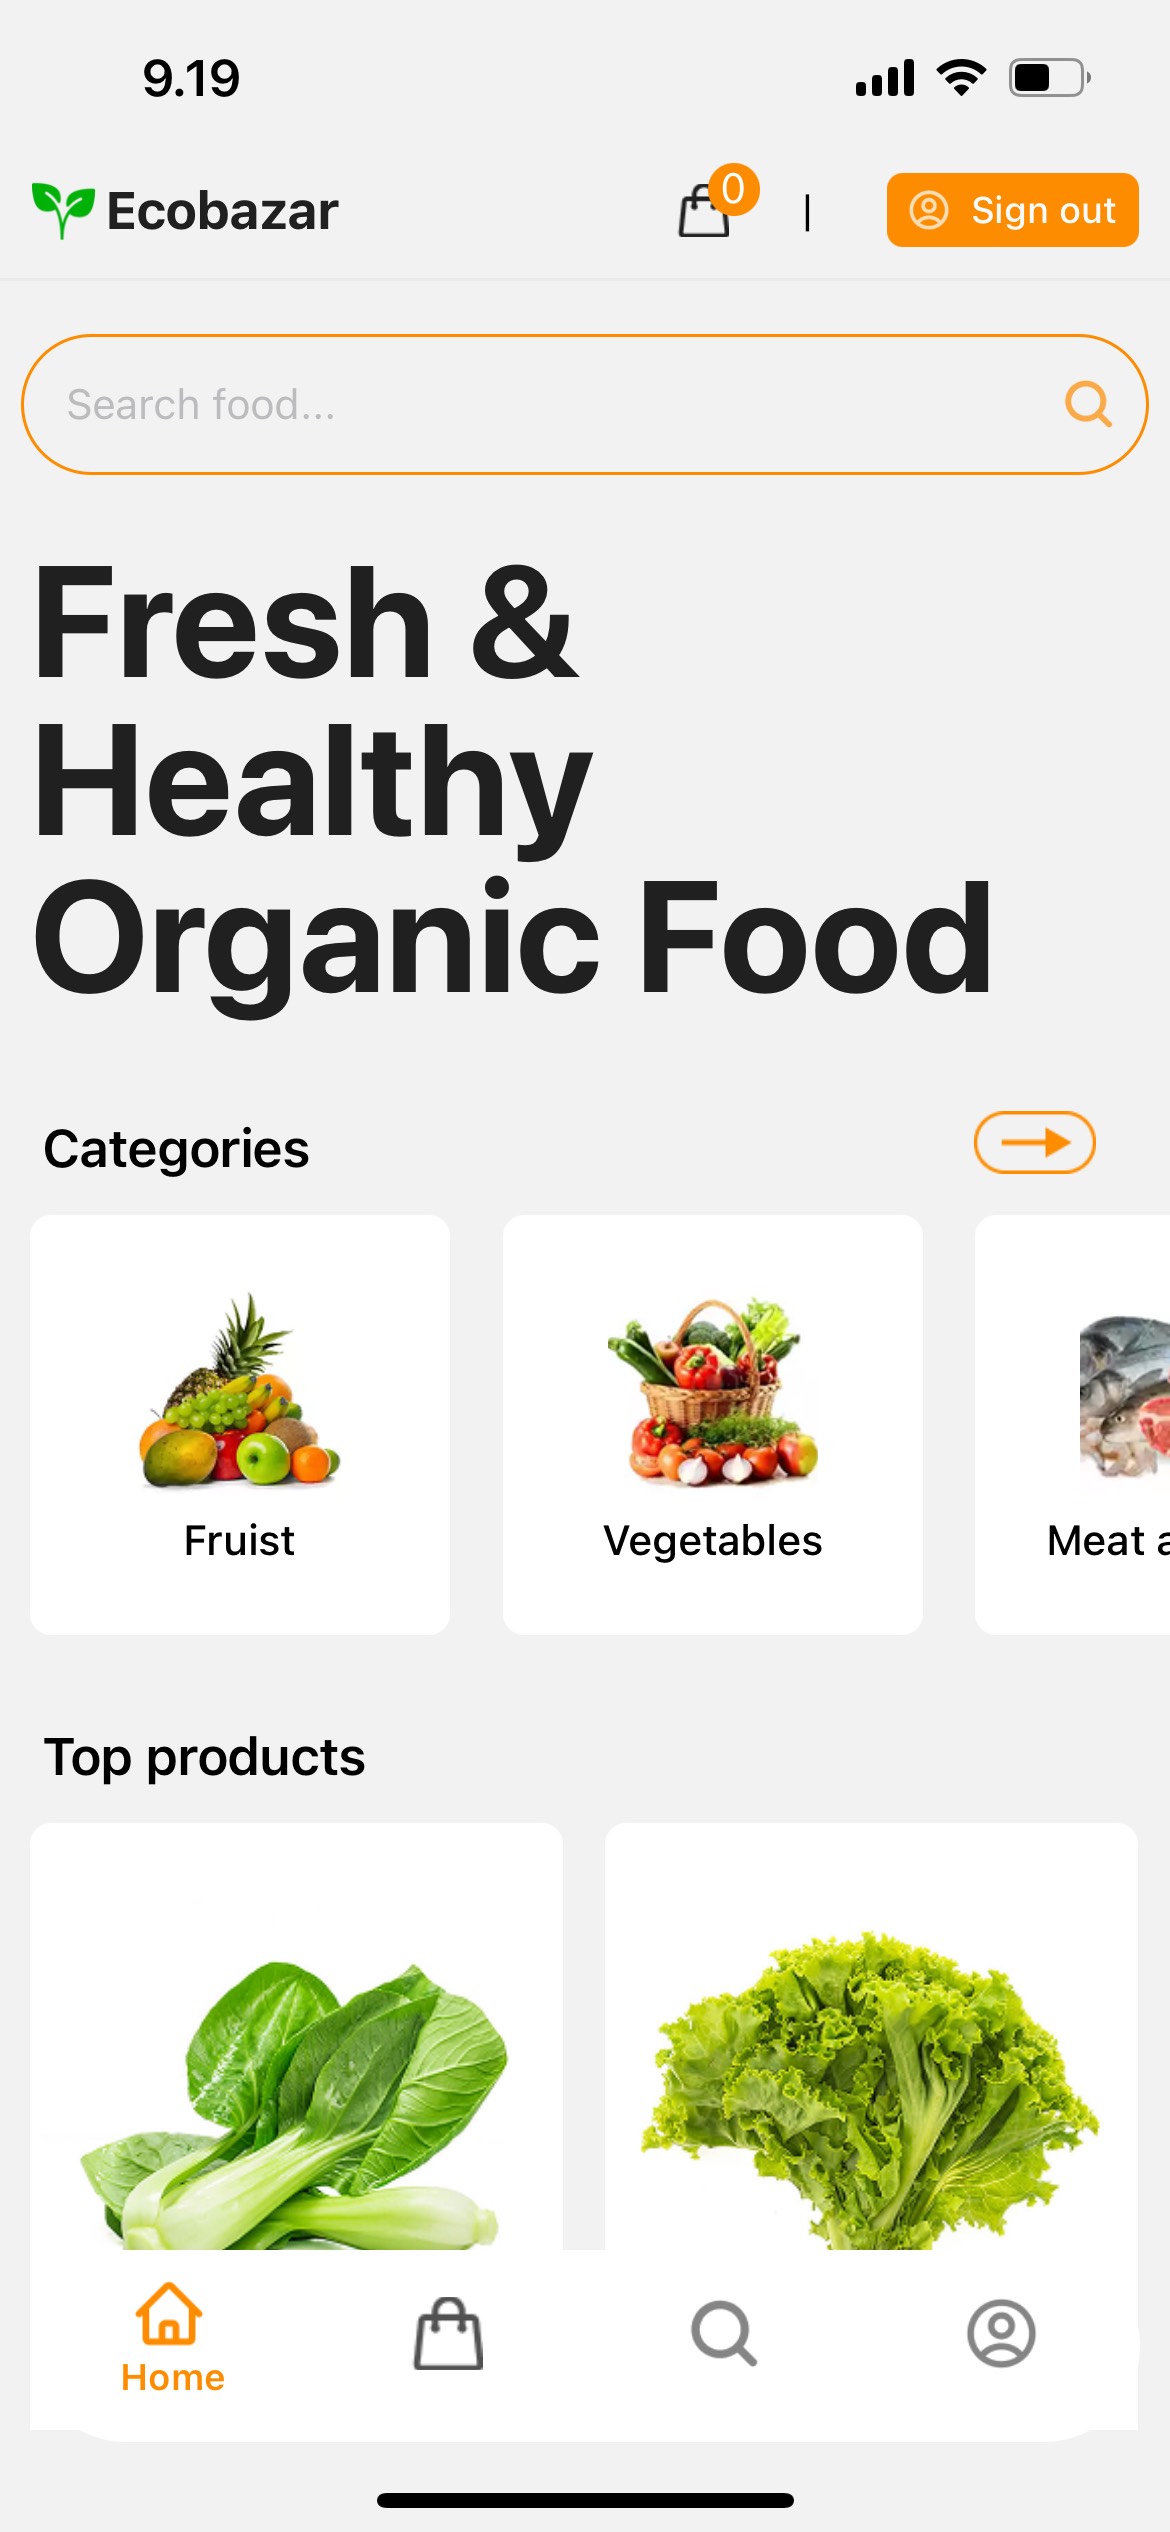 9.19
Ecobazar
0
|
Sign out
Search food...
Fresh &
Healthy
Organic Food
Categories
Fruist
Vegetables
Meat a
Top products
Home